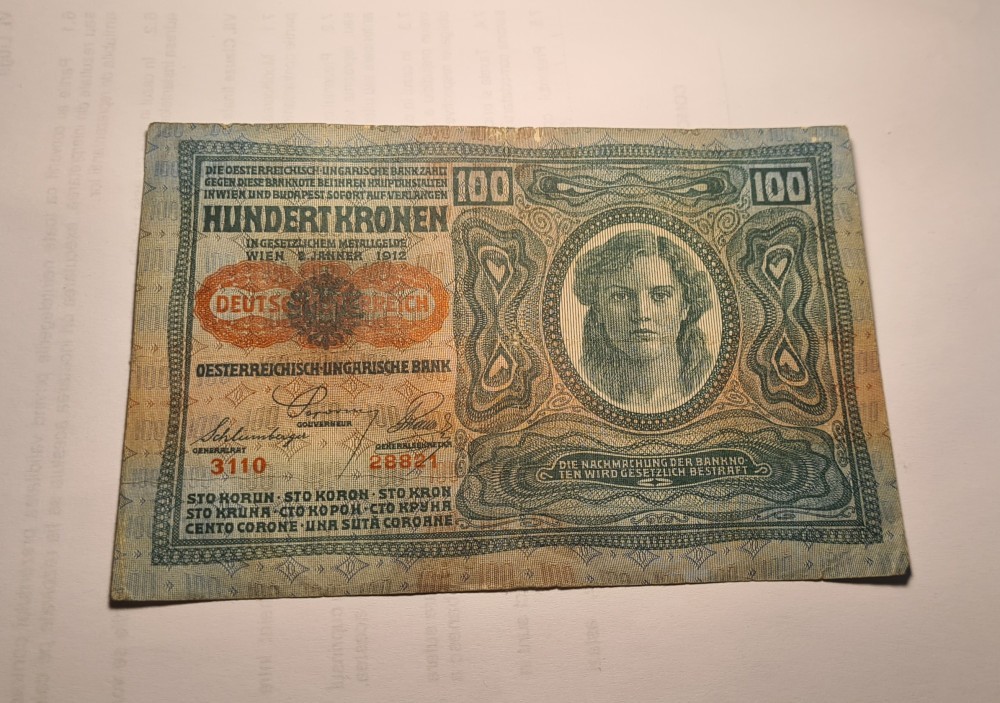 DIE OESTERREICHISCH-UNGARISCHE BANK ZAHLT
GEGEN DIESE BANKNOTE BEI IHREN HAUPTANSTALTEN
IN WIEN UND BUDAPEST SOFORT AUF VERLANGEN
HUNDERT KRONEN
IN GESETZLICHEM METALLGELDE
WIEN 2. JÄNNER 1912
DEUTSCHÖSTERREICH
OESTERREICHISCH-UNGARISCHE BANK
GOUVERNEUR
Schlumberger
GENERALRAT
GENERALSEKRETÄR
3110
28821
STO KORUN · STO KORON · STO KRON
STO KRUNA · СТО КОРОН · СТО КРУНА
CENTO CORONE · UNA SUTĂ COROANE
100
100
DIE NACHMACHUNG DER BANKNO
TEN WIRD GESETZLICH BESTRAFT